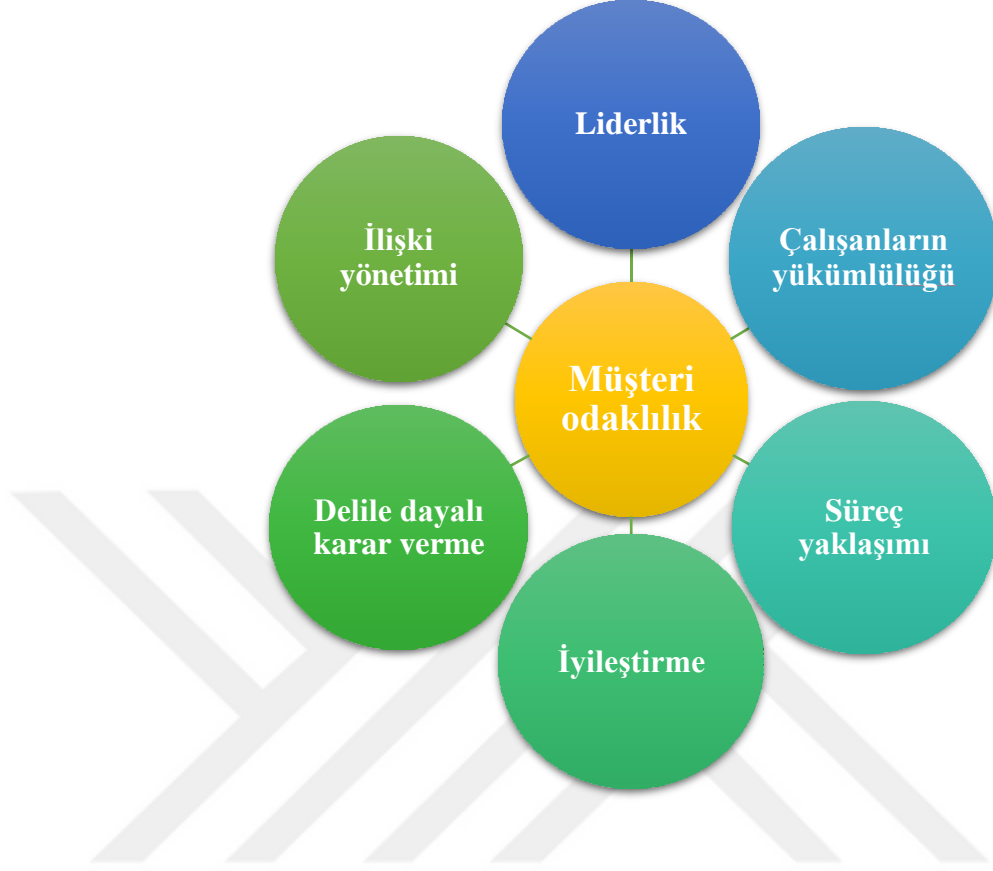 Liderlik
Çalışanların
yükümlülüğü
Süreç
yaklaşımı
İyileştirme
Delile dayalı
karar verme
İlişki
yönetimi
Müşteri
odaklılık